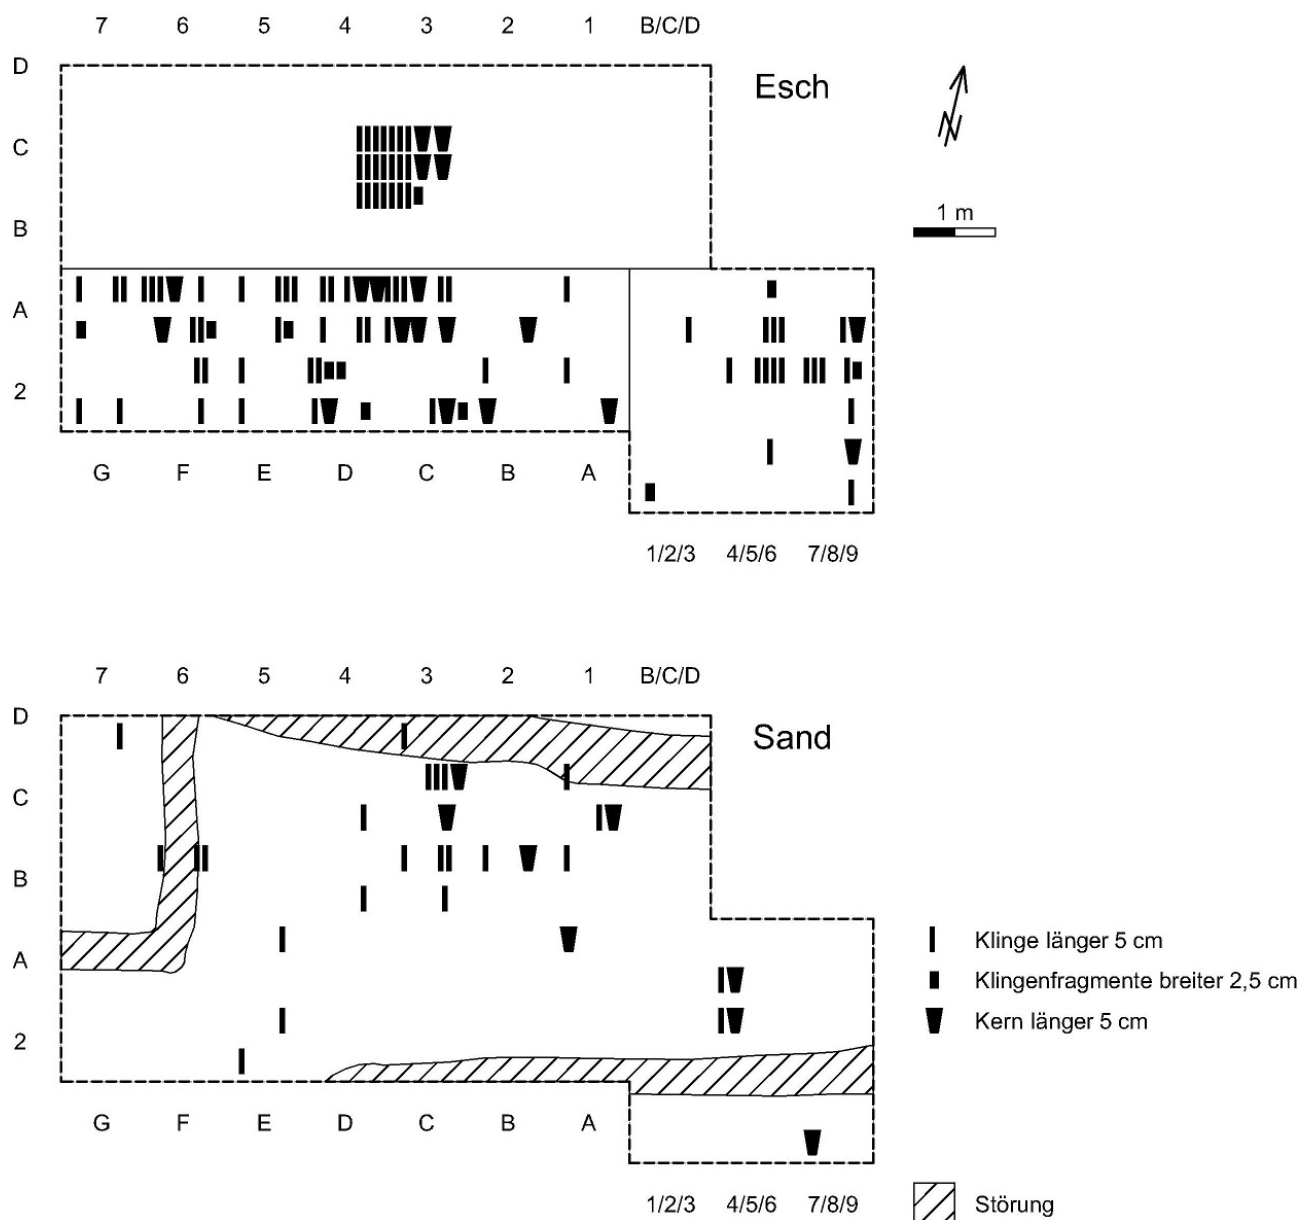 7 6 5 4 3 2 1 B/C/D
D
Esch
C
N
1 m
B
A
2
G F E D C B A
1/2/3 4/5/6 7/8/9
7 6 5 4 3 2 1 B/C/D
D
Sand
C
B
Klinge länger 5 cm
A
Klingenfragmente breiter 2,5 cm
2
Kern länger 5 cm
G F E D C B A
1/2/3 4/5/6 7/8/9
Störung